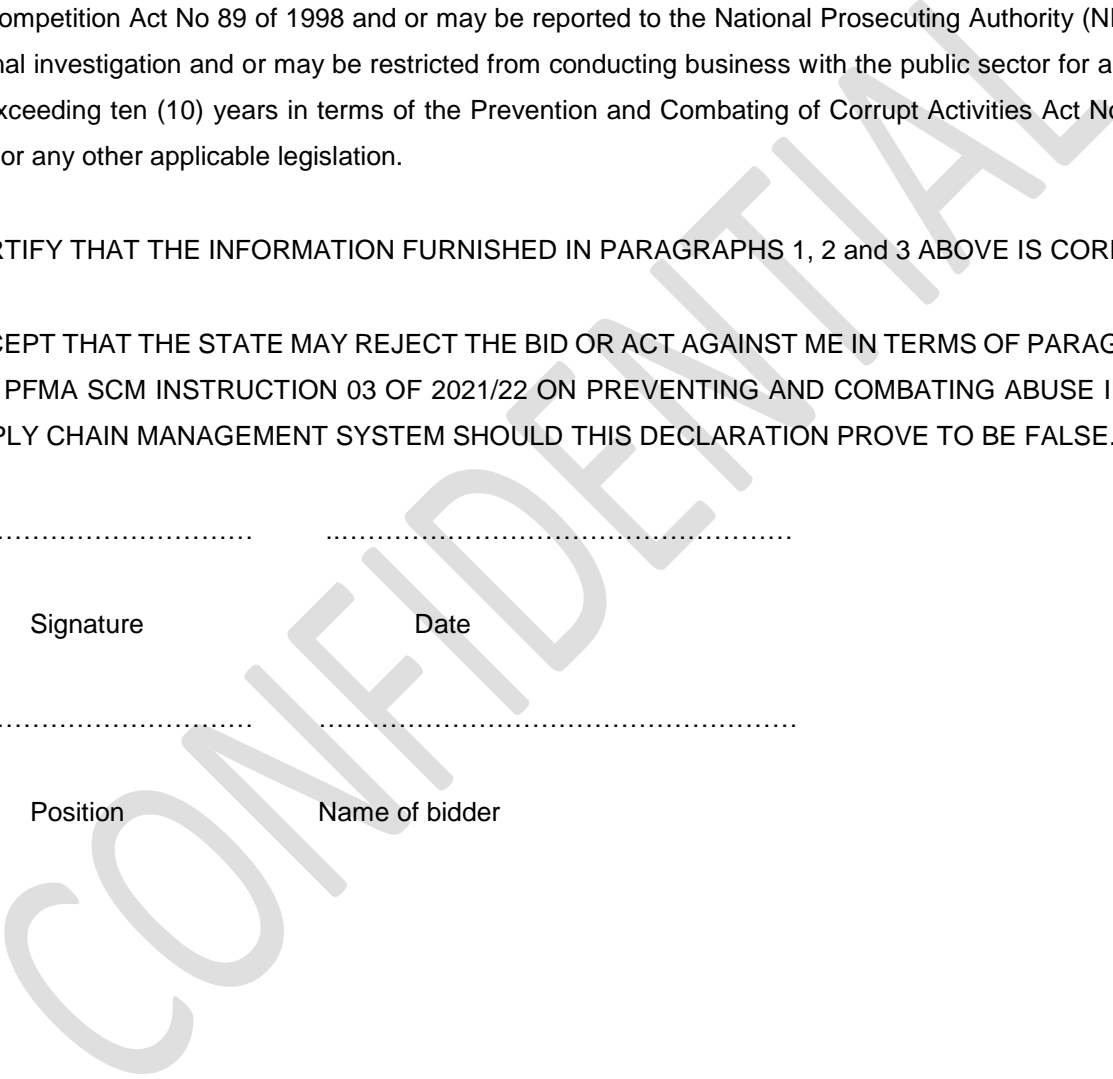 ompetition Act No 89 of 1998 and or may be reported to the National Prosecuting Authority (N
nal investigation and or may be restricted from conducting business with the public sector for a
xceeding ten (10) years in terms of the Prevention and Combating of Corrupt Activities Act No
or any other applicable legislation.
RTIFY THAT THE INFORMATION FURNISHED IN PARAGRAPHS 1, 2 and 3 ABOVE IS COR
CEPT THAT THE STATE MAY REJECT THE BID OR ACT AGAINST ME IN TERMS OF PARAG
PFMA SCM INSTRUCTION 03 OF 2021/22 ON PREVENTING AND COMBATING ABUSE I
PLY CHAIN MANAGEMENT SYSTEM SHOULD THIS DECLARATION PROVE TO BE FALSE.
………………………… ..……………………………………………
Signature Date
………………………… ………………………………………………
Position Name of bidder
CONFIDENTIAL